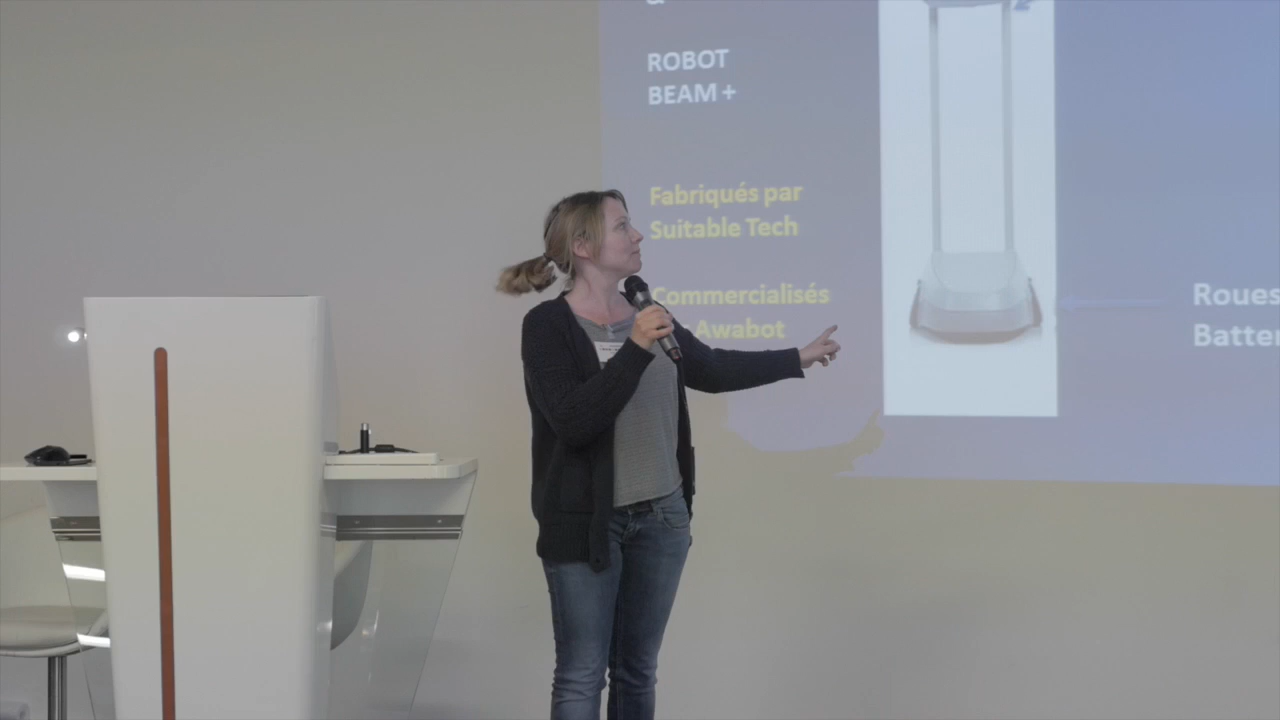 &
ROBOT
BEAM +
Fabriqués par
Suitable Tech
Commercialisés
Awabot
Roues
Batter